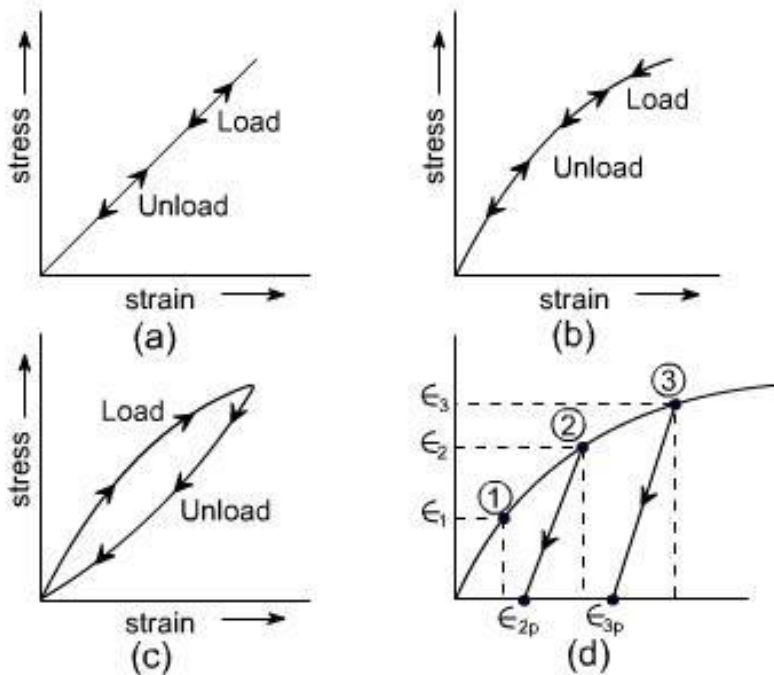 stress
Load
Unload
strain
(a)
stress
Load
Unload
strain
(b)
stress
Load
Unload
strain
(c)
∈3
∈2
∈1
1
2
3
∈2p
∈3p
(d)